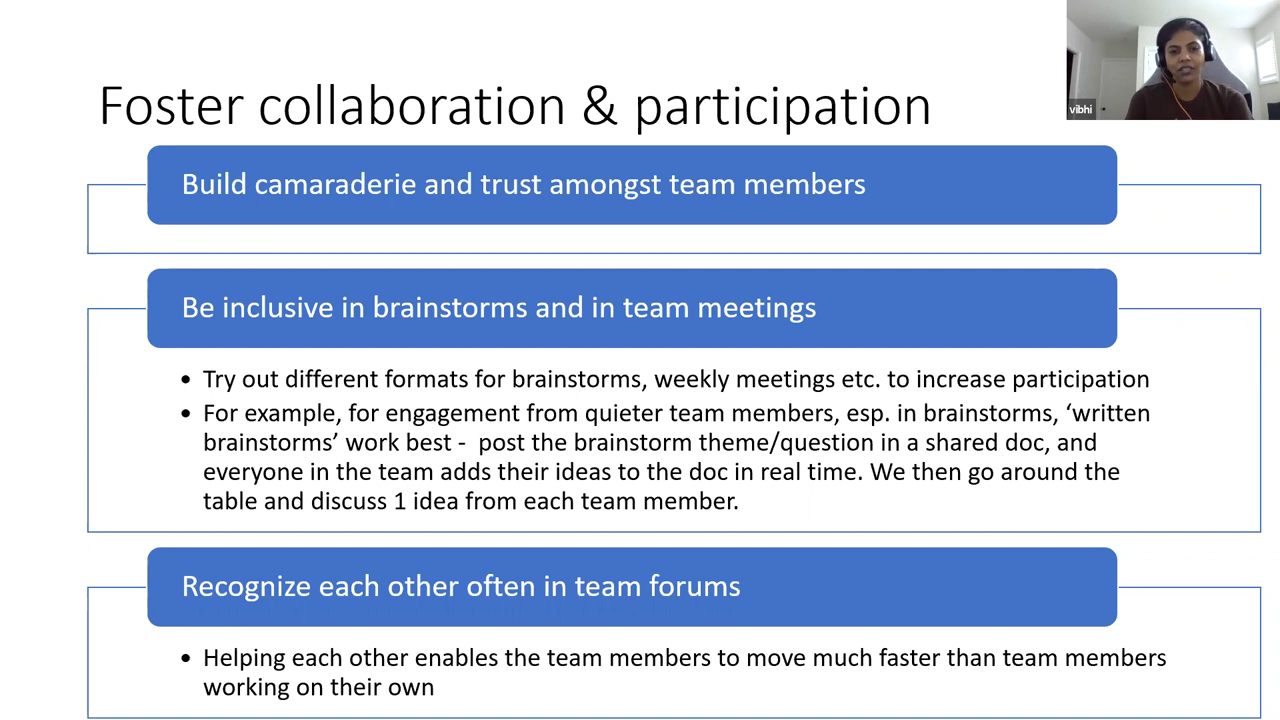 Foster collaboration & participation
vibhi
Build camaraderie and trust amongst team members
Be inclusive in brainstorms and in team meetings
• Try out different formats for brainstorms, weekly meetings etc. to increase participation
• For example, for engagement from quieter team members, esp. in brainstorms, ‘written
brainstorms’ work best -  post the brainstorm theme/question in a shared doc, and
everyone in the team adds their ideas to the doc in real time. We then go around the
table and discuss 1 idea from each team member.
Recognize each other often in team forums
• Helping each other enables the team members to move much faster than team members
working on their own